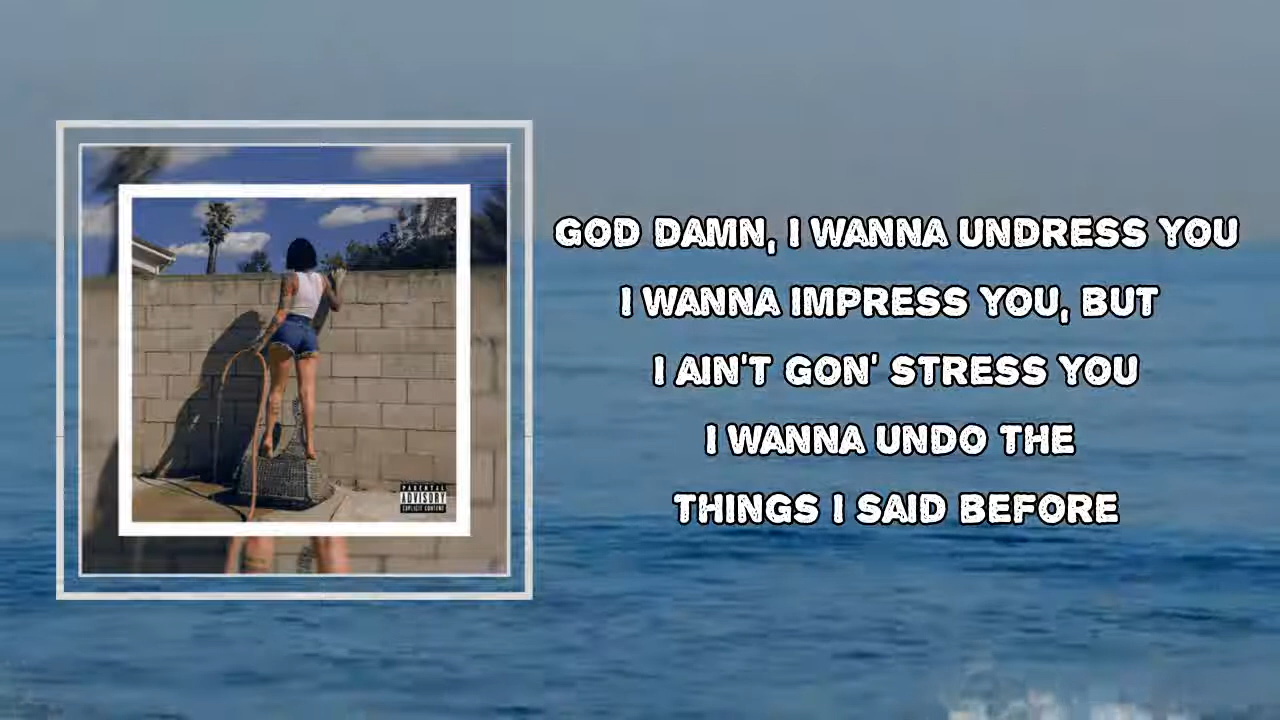 GOD DAMN, I WANNA UNDRESS YOU
I WANNA IMPRESS YOU, BUT
I AIN'T GON' STRESS YOU
I WANNA UNDO THE
THINGS I SAID BEFORE
PARENTAL
ADVISORY
EXPLICIT CONTENT